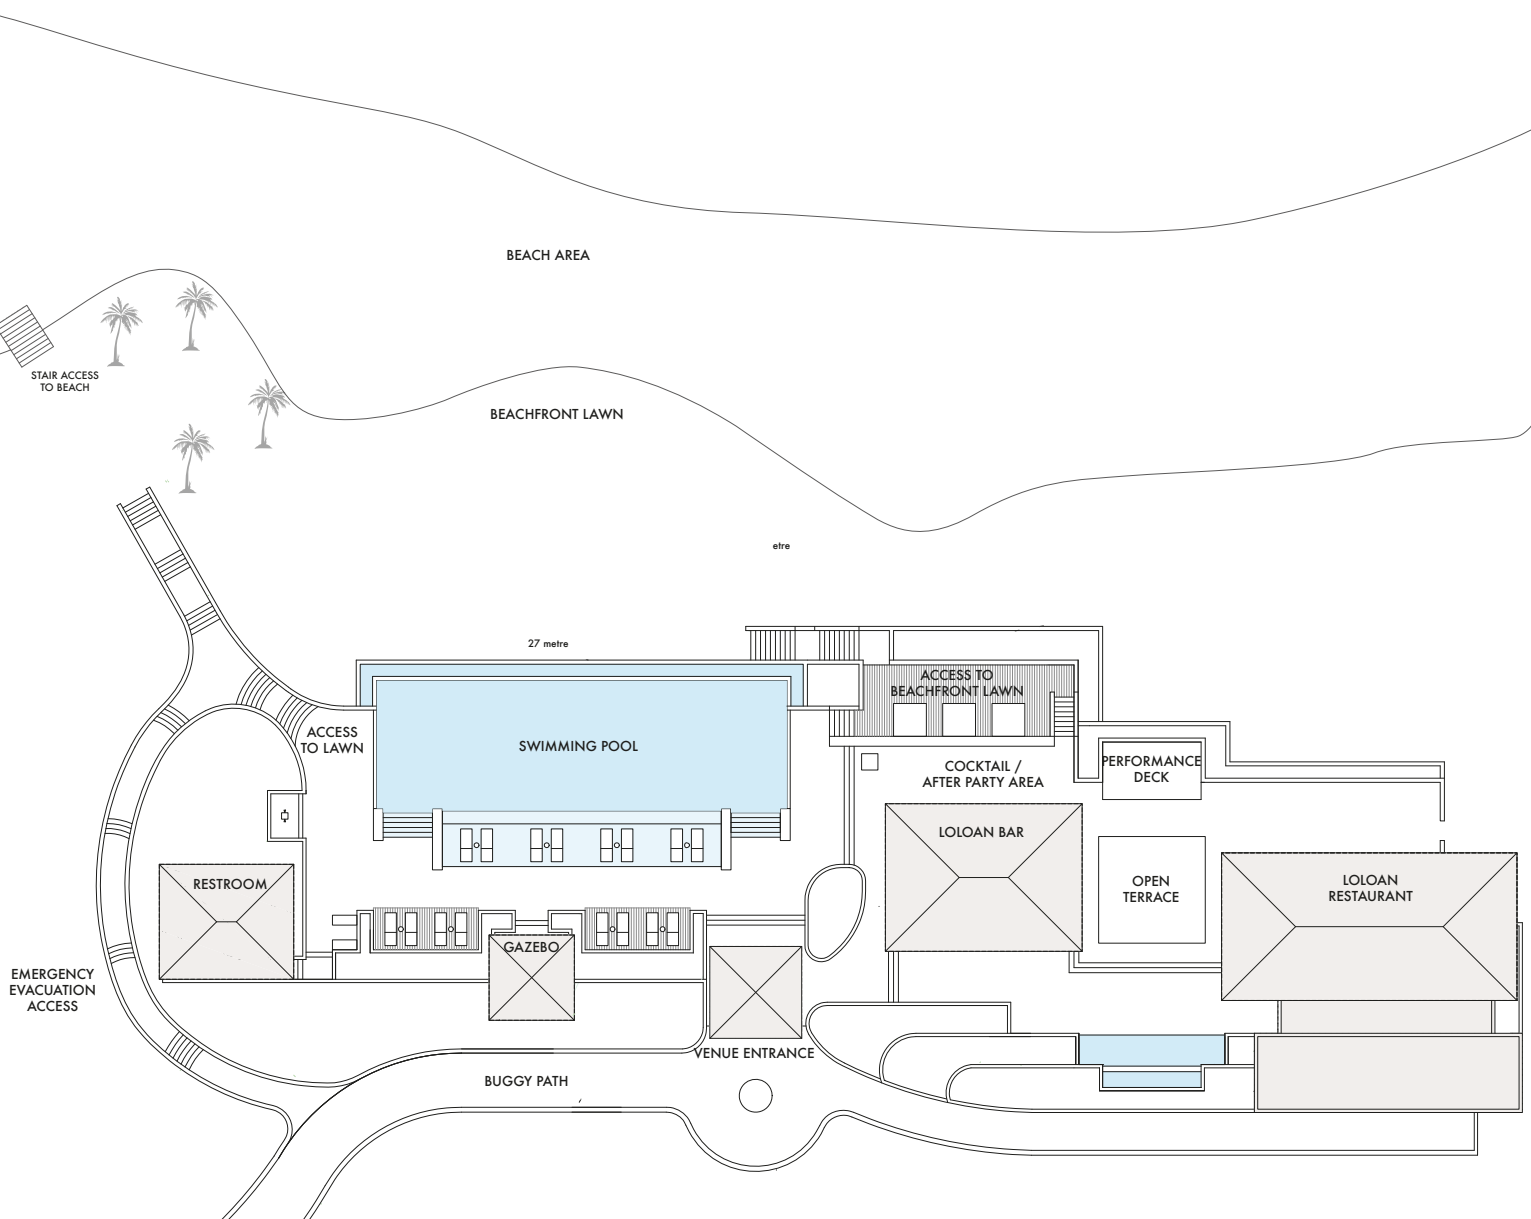 BEACH AREA
STAIR ACCESS
TO BEACH
BEACHFRONT LAWN
etre
27 metre
ACCESS TO
BEACHFRONT LAWN
ACCESS
TO LAWN
SWIMMING POOL
COCKTAIL /
AFTER PARTY AREA
PERFORMANCE
DECK
LOLOAN BAR
RESTROOM
OPEN
TERRACE
LOLOAN
RESTAURANT
GAZEBO
EMERGENCY
EVACUATION
ACCESS
VENUE ENTRANCE
BUGGY PATH